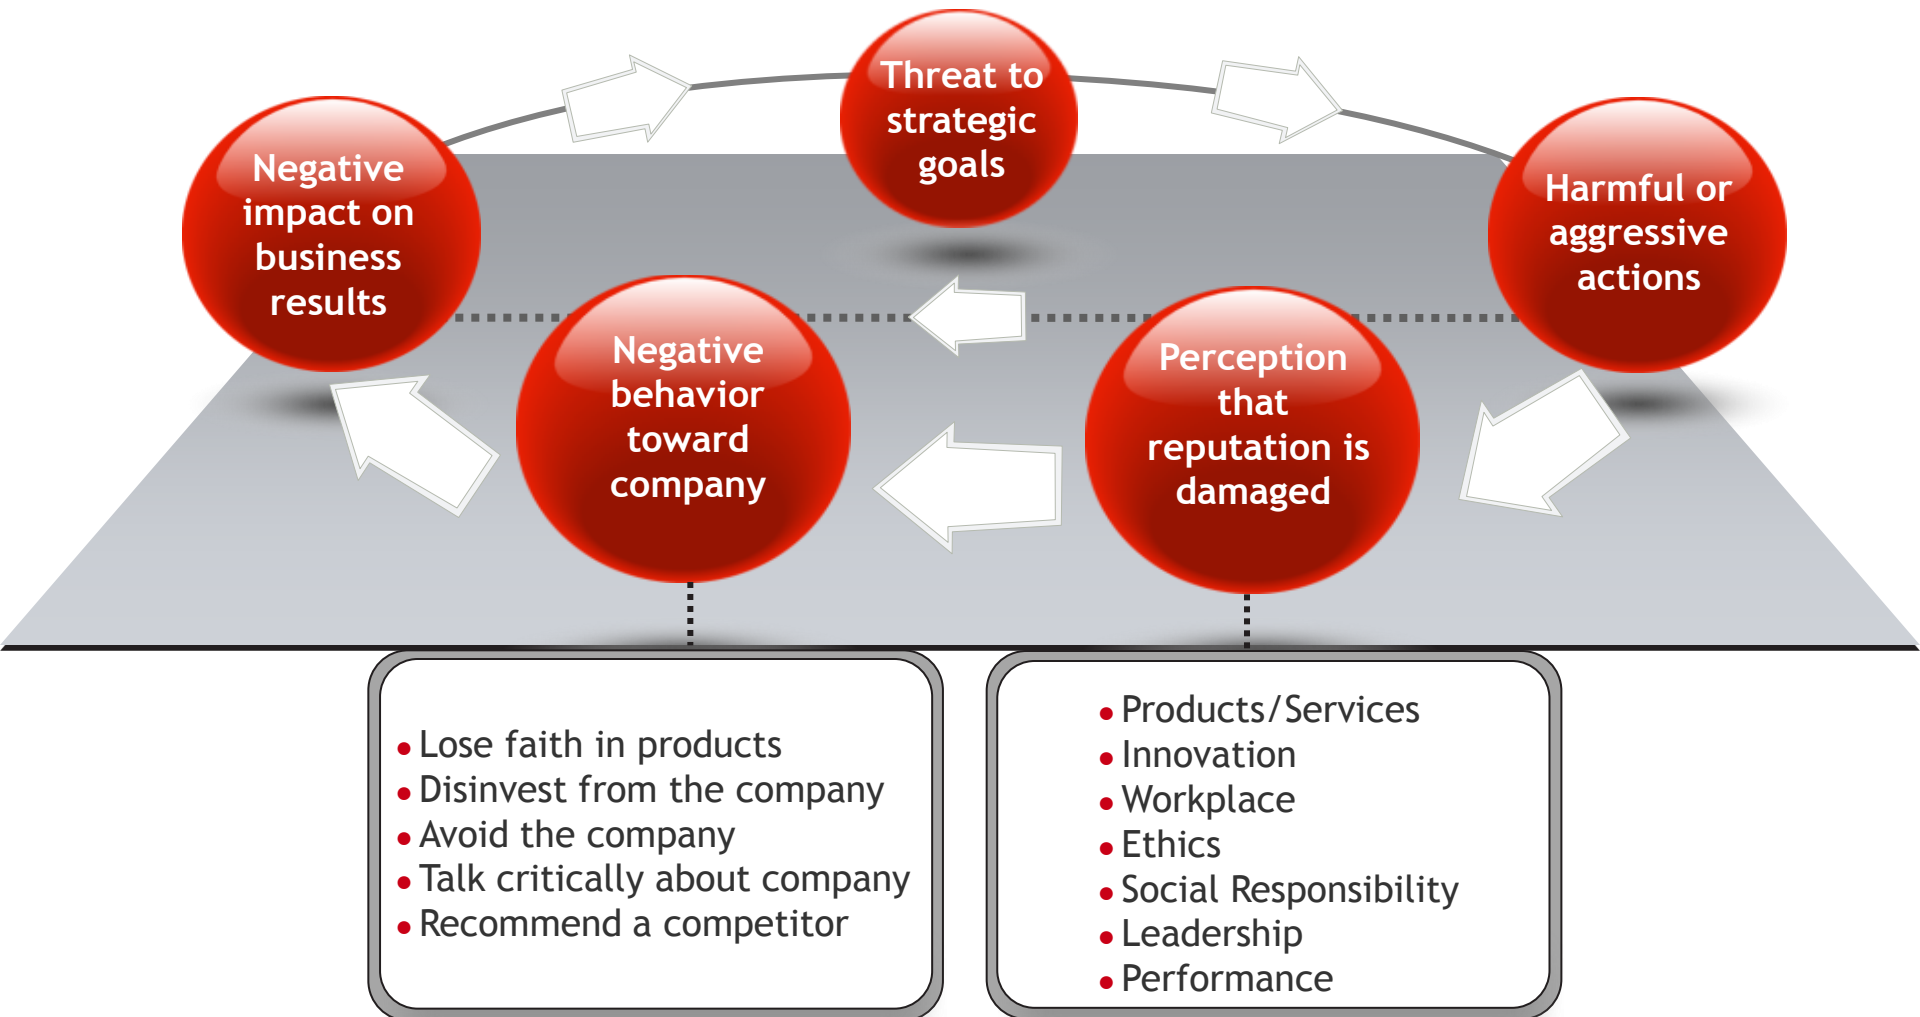 Threat to
strategic
goals
Negative
impact on
business
results
Harmful or
aggressive
actions
Negative
behavior
toward
company
Perception
that
reputation is
damaged
• Lose faith in products
• Disinvest from the company
• Avoid the company
• Talk critically about company
• Recommend a competitor
• Products/Services
• Innovation
• Workplace
• Ethics
• Social Responsibility
• Leadership
• Performance